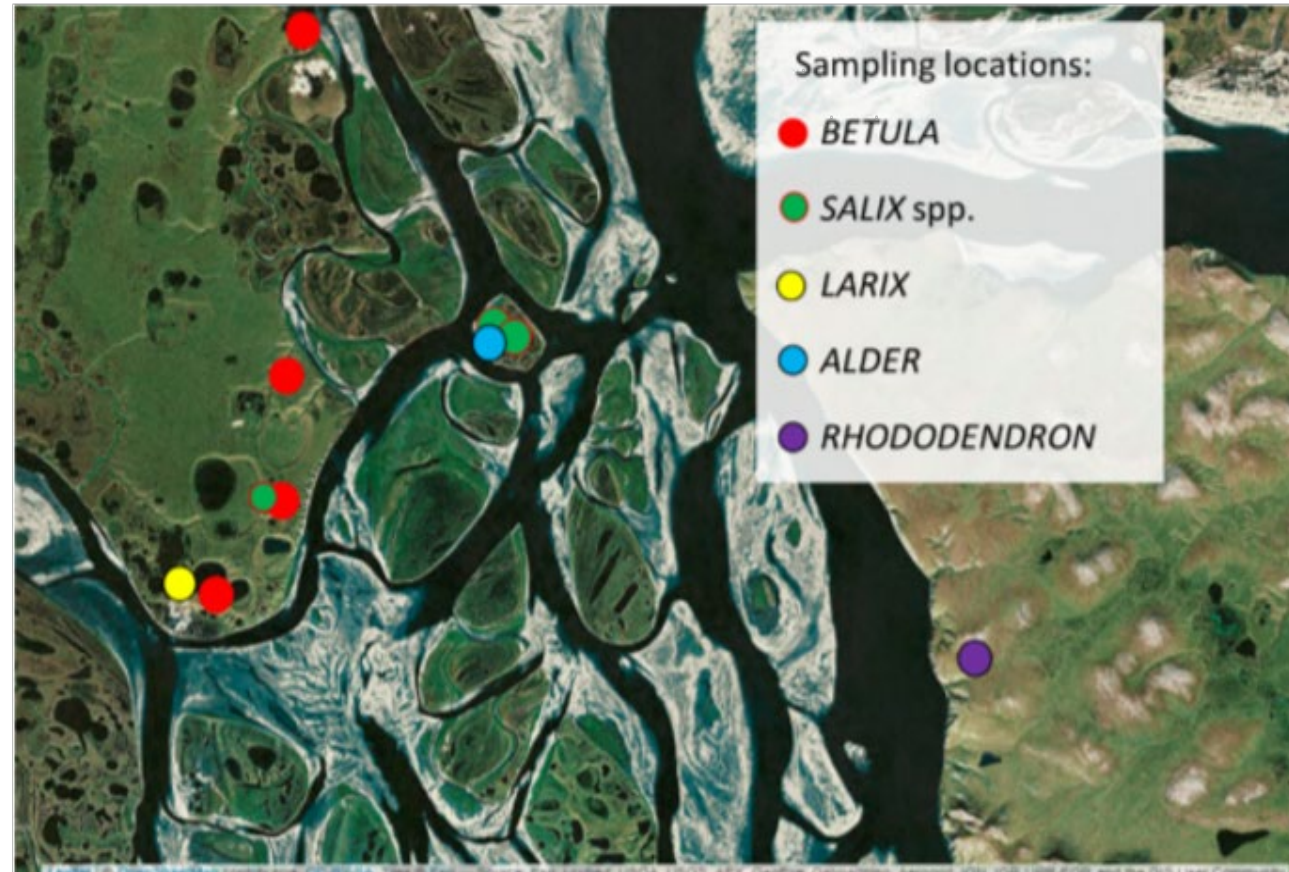 Sampling locations:
BETULA
SALIX spp.
LARIX
ALDER
RHODODENDRON